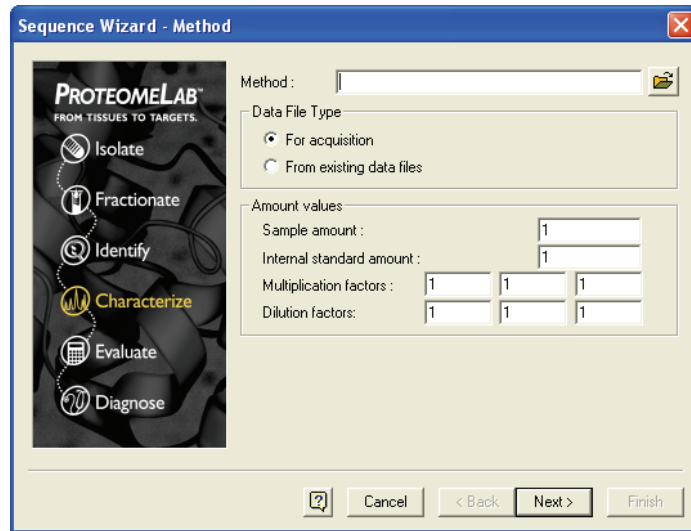 Sequence Wizard - Method
PROTEOMELAB™
FROM TISSUES TO TARGETS.
Isolate
Fractionate
Identify
Characterize
Evaluate
Diagnose
Method :
Data File Type
For acquisition
From existing data files
Amount values
Sample amount : 1
Internal standard amount : 1
Multiplication factors : 1 1 1
Dilution factors: 1 1 1
? Cancel < Back Next > Finish